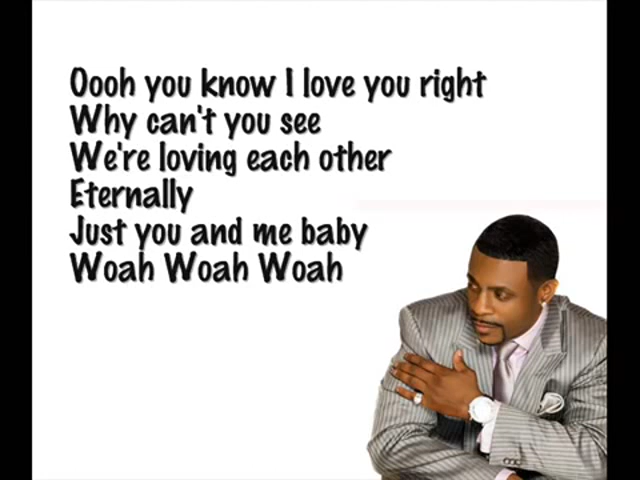 Oooh you know I love you right
Why can't you see
We're loving each other
Eternally
Just you and me baby
Woah Woah Woah